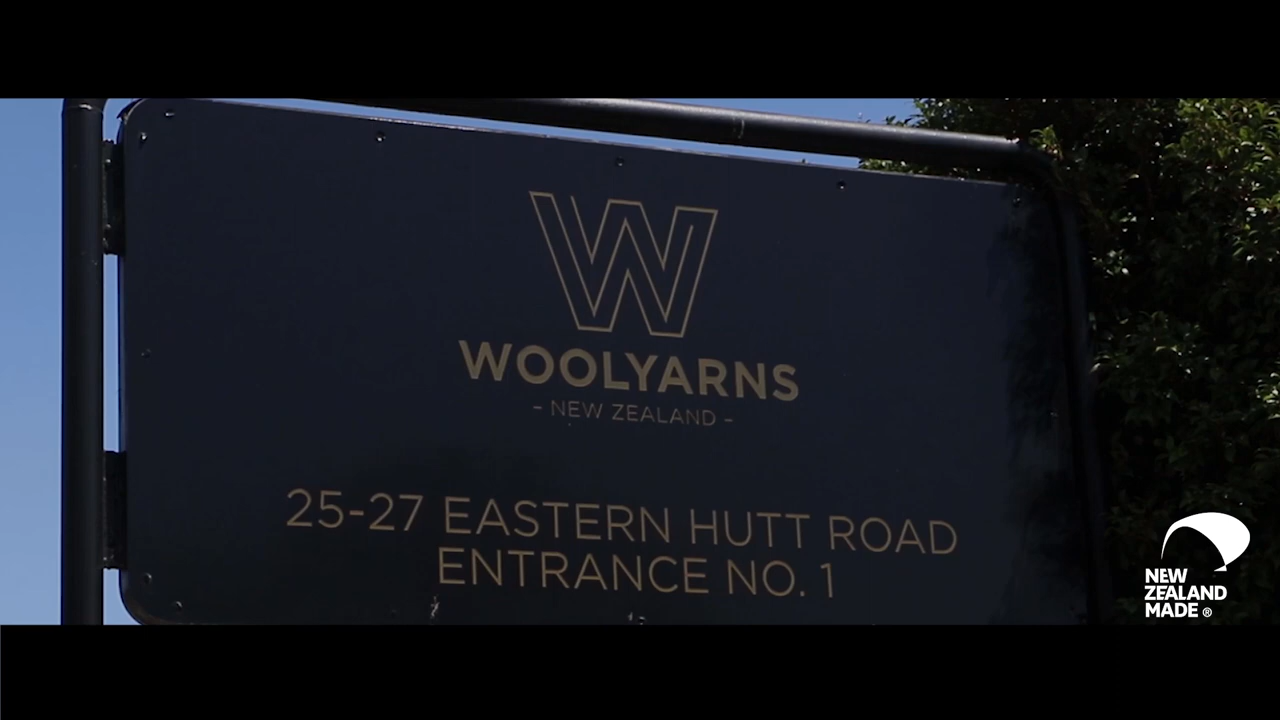 W
WOOLYARNS
- NEW ZEALAND -
25-27 EASTERN HUTT ROAD
ENTRANCE NO. 1
NEW
ZEALAND
MADE ®